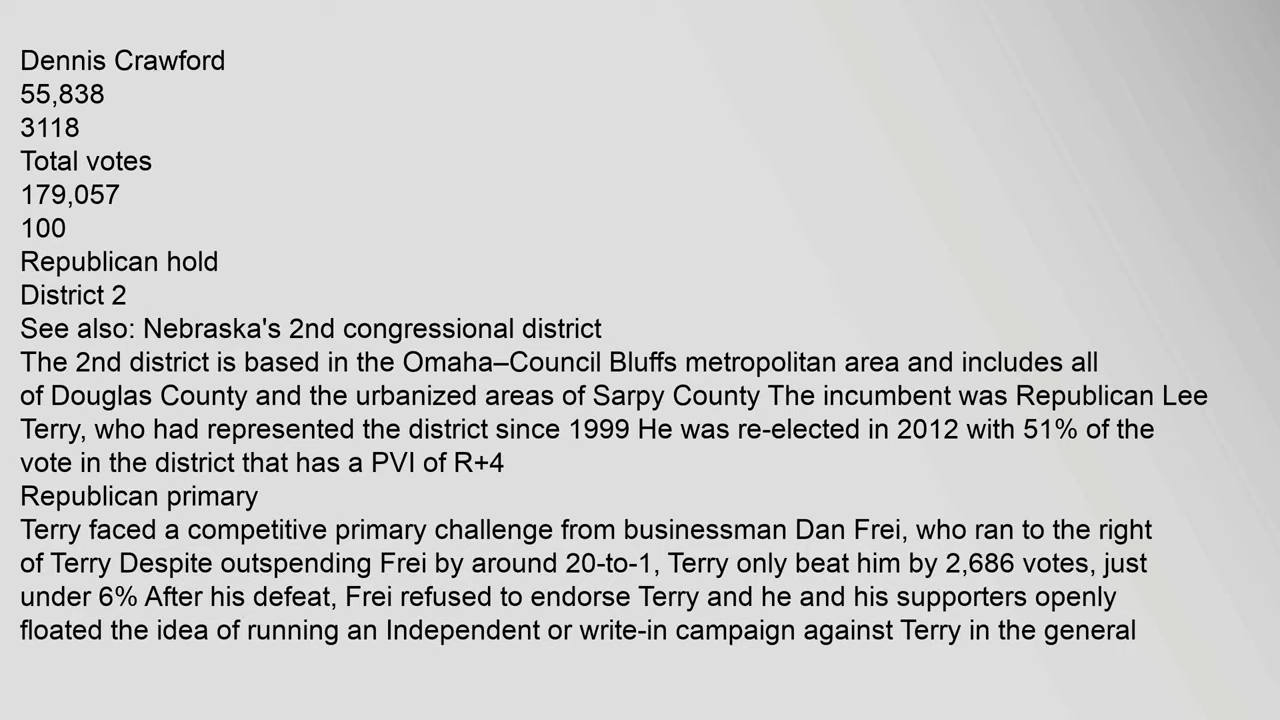 Dennis Crawford
55,838
3118
Total votes
179,057
100
Republican hold
District 2
See also: Nebraska's 2nd congressional district
The 2nd district is based in the Omaha–Council Bluffs metropolitan area and includes all
of Douglas County and the urbanized areas of Sarpy County The incumbent was Republican Lee
Terry, who had represented the district since 1999 He was re-elected in 2012 with 51% of the
vote in the district that has a PVI of R+4
Republican primary
Terry faced a competitive primary challenge from businessman Dan Frei, who ran to the right
of Terry Despite outspending Frei by around 20-to-1, Terry only beat him by 2,686 votes, just
under 6% After his defeat, Frei refused to endorse Terry and he and his supporters openly
floated the idea of running an Independent or write-in campaign against Terry in the general